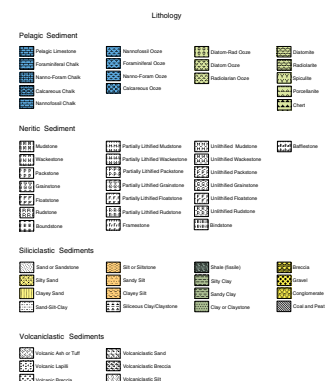 Lithology
Pelagic Sediment
Pelagic Limestone
Foraminiferal Chalk
Nanno-Foram Chalk
Calcareous Chalk
Nannofossil Chalk
Nannofossil Ooze
Foraminiferal Ooze
Nanno-Foram Ooze
Calcareous Ooze
Diatom-Rad Ooze
Diatom Ooze
Radiolarian Ooze
Diatomite
Radiolarite
Spiculite
Porcellanite
Chert
Neritic Sediment
Mudstone
Wackestone
Packstone
Grainstone
Floatstone
Rudstone
Boundstone
Partially Lithified Mudstone
Partially Lithified Wackestone
Partially Lithified Packstone
Partially Lithified Grainstone
Partially Lithified Floatstone
Partially Lithified Rudstone
Framestone
Unlithified Mudstone
Unlithified Wackestone
Unlithified Packstone
Unlithified Grainstone
Unlithified Floatstone
Unlithified Rudstone
Bindstone
Bafflestone
Siliciclastic Sediments
Sand or Sandstone
Silty Sand
Clayey Sand
Sand-Silt-Clay
Silt or Siltstone
Sandy Silt
Clayey Silt
Siliceous Clay/Claystone
Shale (fissile)
Silty Clay
Sandy Clay
Clay or Claystone
Breccia
Gravel
Conglomerate
Coal and Peat
Volcaniclastic Sediments
Volcanic Ash or Tuff
Volcanic Lapilli
Volcanic Breccia
Volcaniclastic Sand
Volcaniclastic Breccia
Volcaniclastic Silt